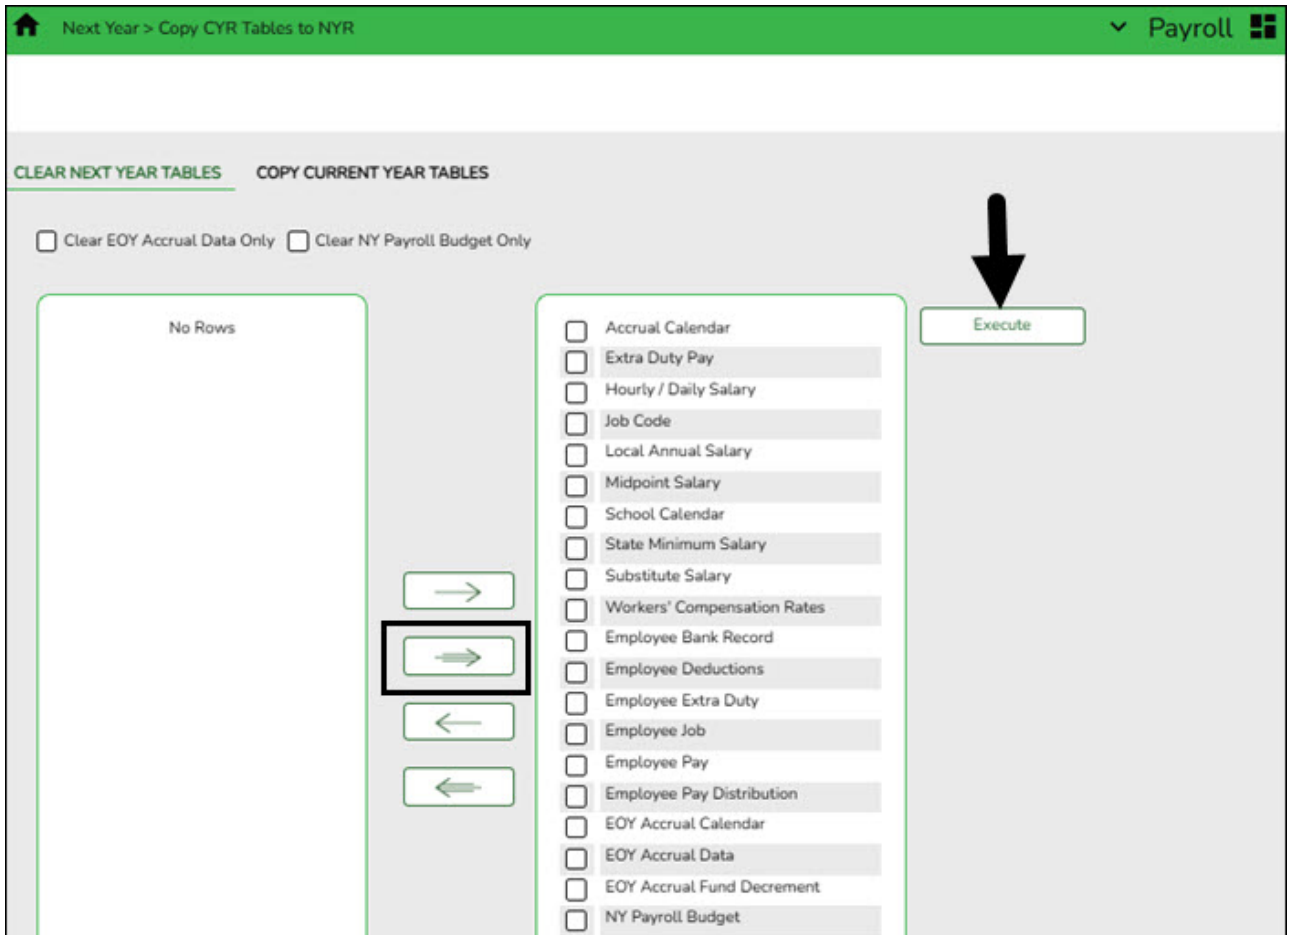 Next Year > Copy CYR Tables to NYR
Payroll
CLEAR NEXT YEAR TABLES COPY CURRENT YEAR TABLES
Clear EOY Accrual Data Only Clear NY Payroll Budget Only
No Rows
Accrual Calendar
Extra Duty Pay
Hourly / Daily Salary
Job Code
Local Annual Salary
Midpoint Salary
School Calendar
State Minimum Salary
Substitute Salary
Workers' Compensation Rates
Employee Bank Record
Employee Deductions
Employee Extra Duty
Employee Job
Employee Pay
Employee Pay Distribution
EOY Accrual Calendar
EOY Accrual Data
EOY Accrual Fund Decrement
NY Payroll Budget
Execute